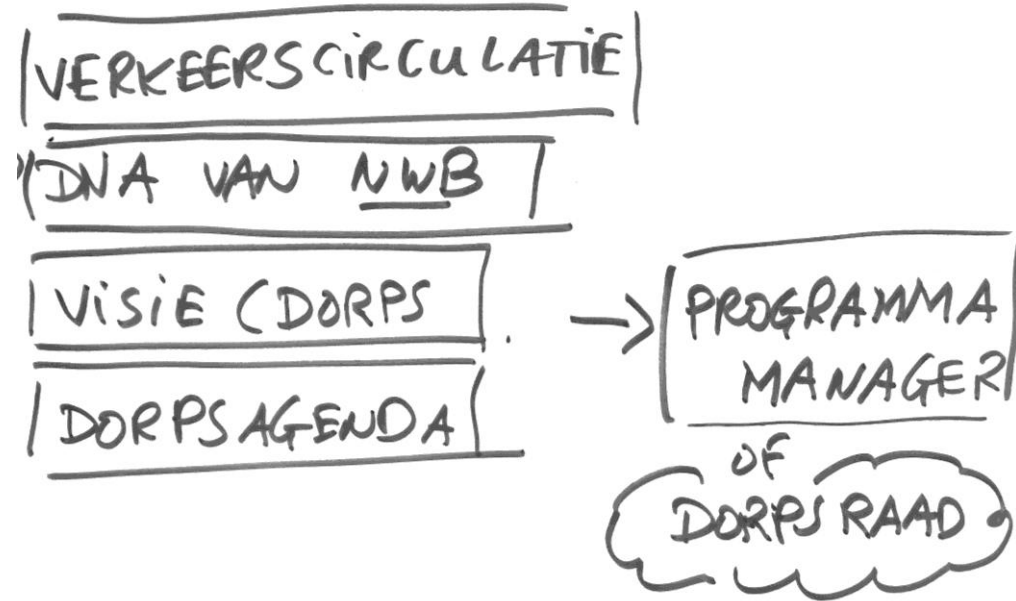 VERKEERSCIRCULATIE
DNA VAN NWB
VISIE (DORPS
DORPSAGENDA
→ PROGRAMMA
MANAGER
OF
DORPSRAAD